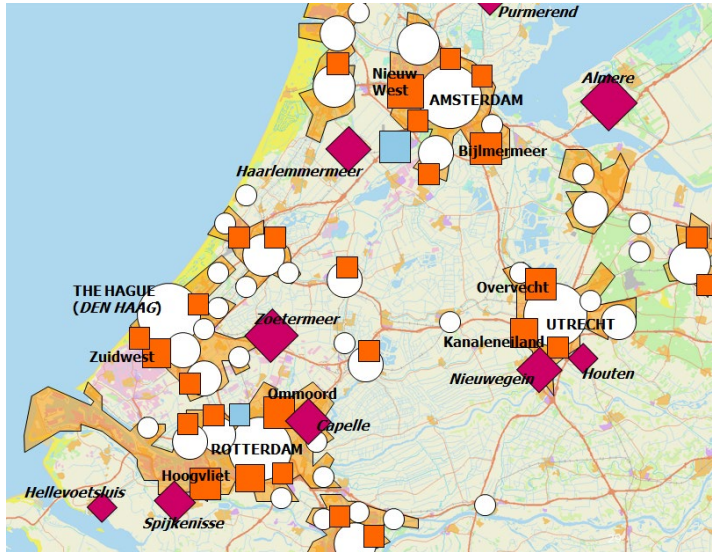 Purmerend
Nieuw
West
Almere
AMSTERDAM
Bijlmermeer
Haarlemmermeer
Overvecht
THE HAGUE
(DEN HAAG)
Zoetermeer
UTRECHT
Kanaleneiland
Zuidwest
Houten
Nieuwegein
Ommoord
Capelle
ROTTERDAM
Hoogvliet
Hellevoetsluis
Spijkenisse